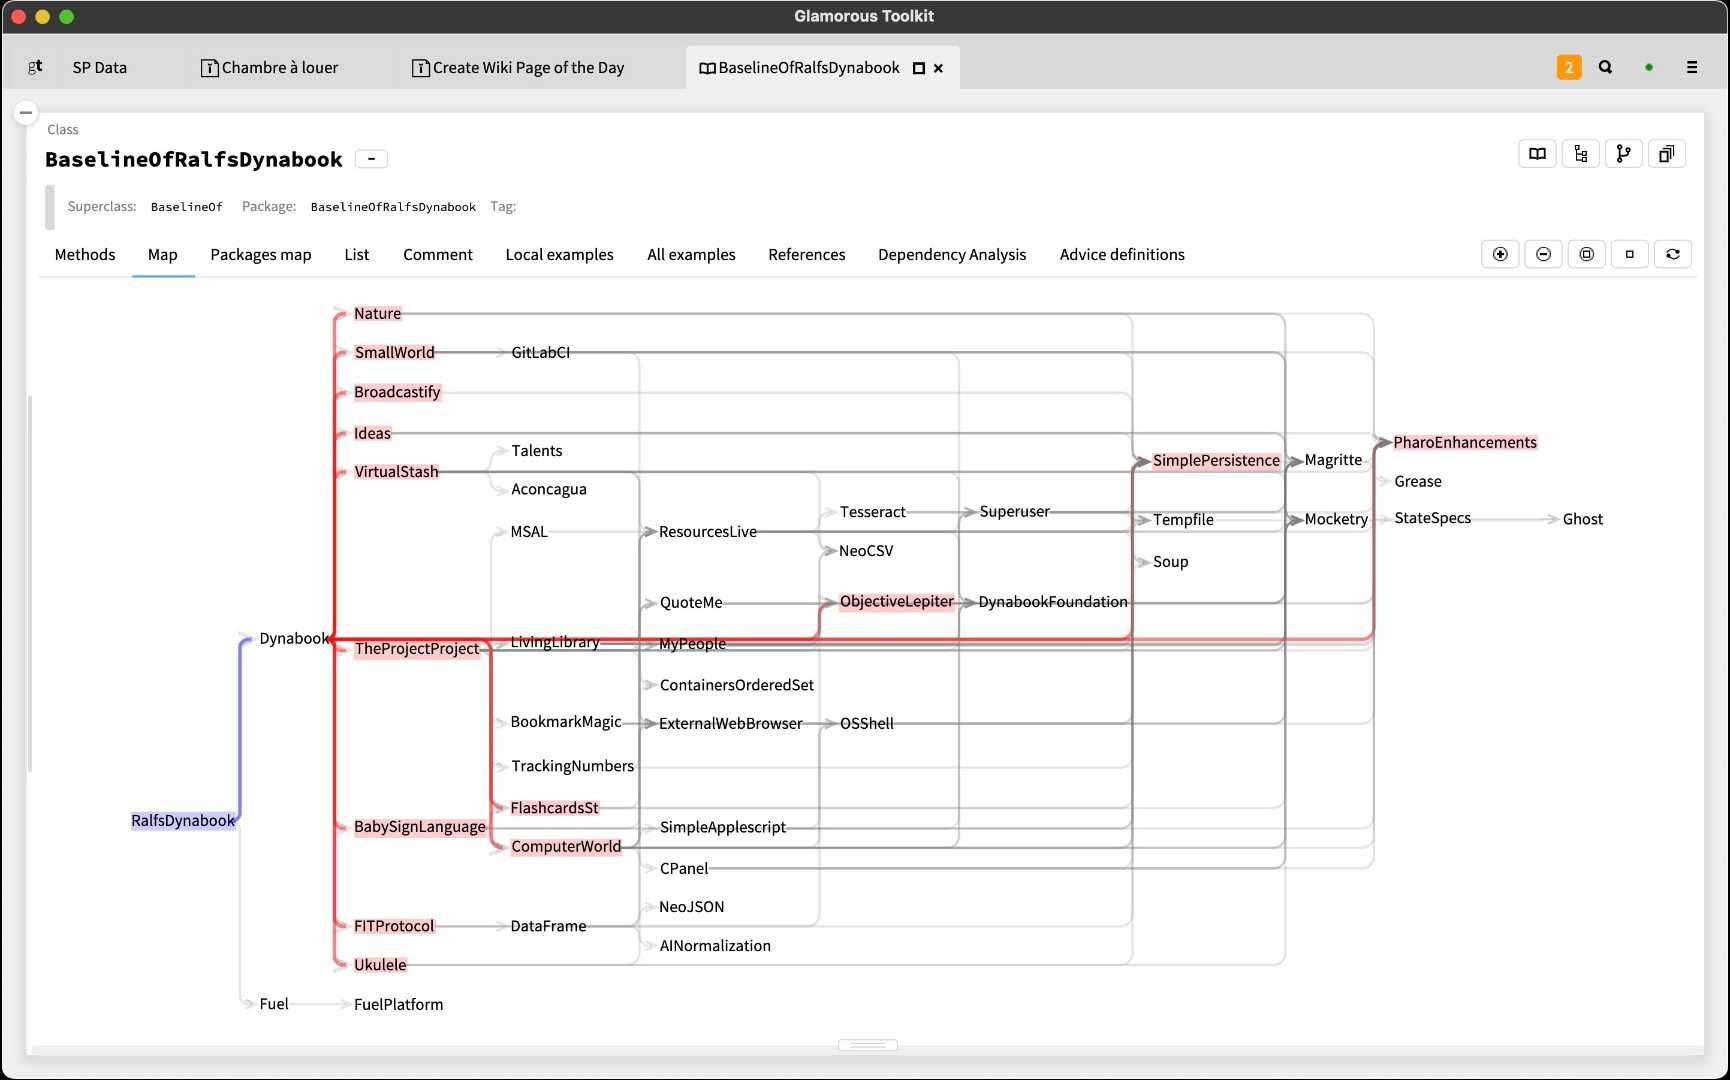 Glamorous Toolkit
gt SP Data Chambre à louer Create Wiki Page of the Day BaselineOfRalfsDynabook 2
Class
BaselineOfRalfsDynabook -
Superclass: BaselineOf Package: BaselineOfRalfsDynabook Tag:
Methods Map Packages map List Comment Local examples All examples References Dependency Analysis Advice definitions
Nature
SmallWorld GitLabCI
Broadcastify
Ideas
PharoEnhancements
Talents
SimplePersistence Magritte
VirtualStash
Grease
Aconcagua
Tesseract Superuser
Tempfile Mocketry StateSpecs Ghost
MSAL ResourcesLive
NeoCSV
Soup
QuoteMe ObjectiveLepiter DynabookFoundation
Dynabook
TheProjectProject LivingLibrary MyPeople
ContainersOrderedSet
BookmarkMagic ExternalWebBrowser OSShell
TrackingNumbers
FlashcardsSt
RalfsDynabook
BabySignLanguage SimpleApplescript
ComputerWorld
CPanel
NeoJSON
FITProtocol DataFrame
AINormalization
Ukulele
Fuel FuelPlatform